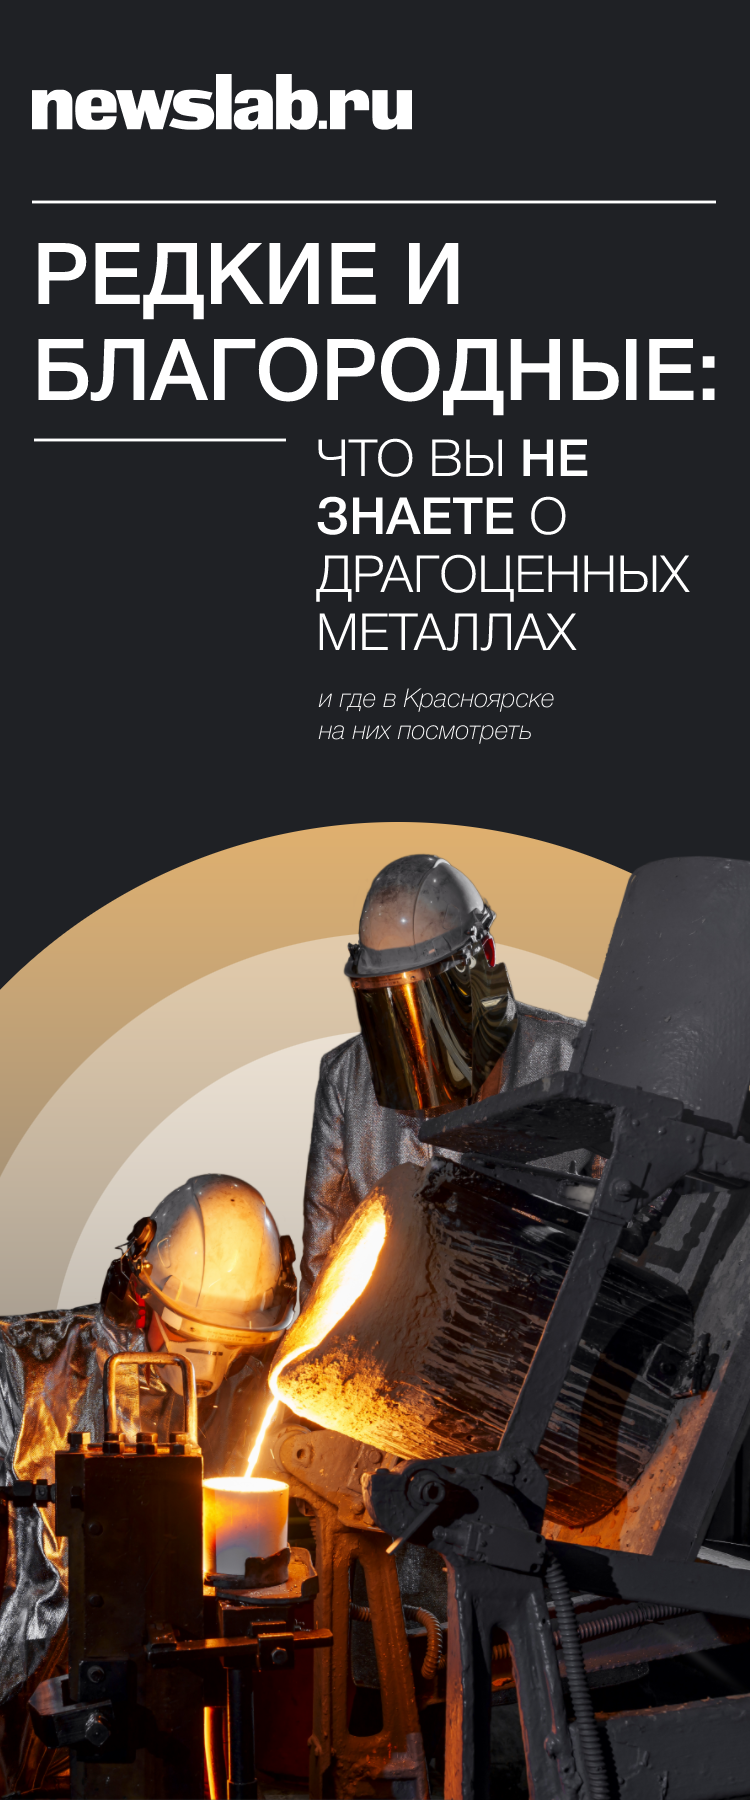 newslab.ru
РЕДКИЕ И
БЛАГОРОДНЫЕ:
ЧТО ВЫ НЕ
ЗНАЕТЕ О
ДРАГОЦЕННЫХ
МЕТАЛЛАХ
и где в Красноярске
на них посмотреть